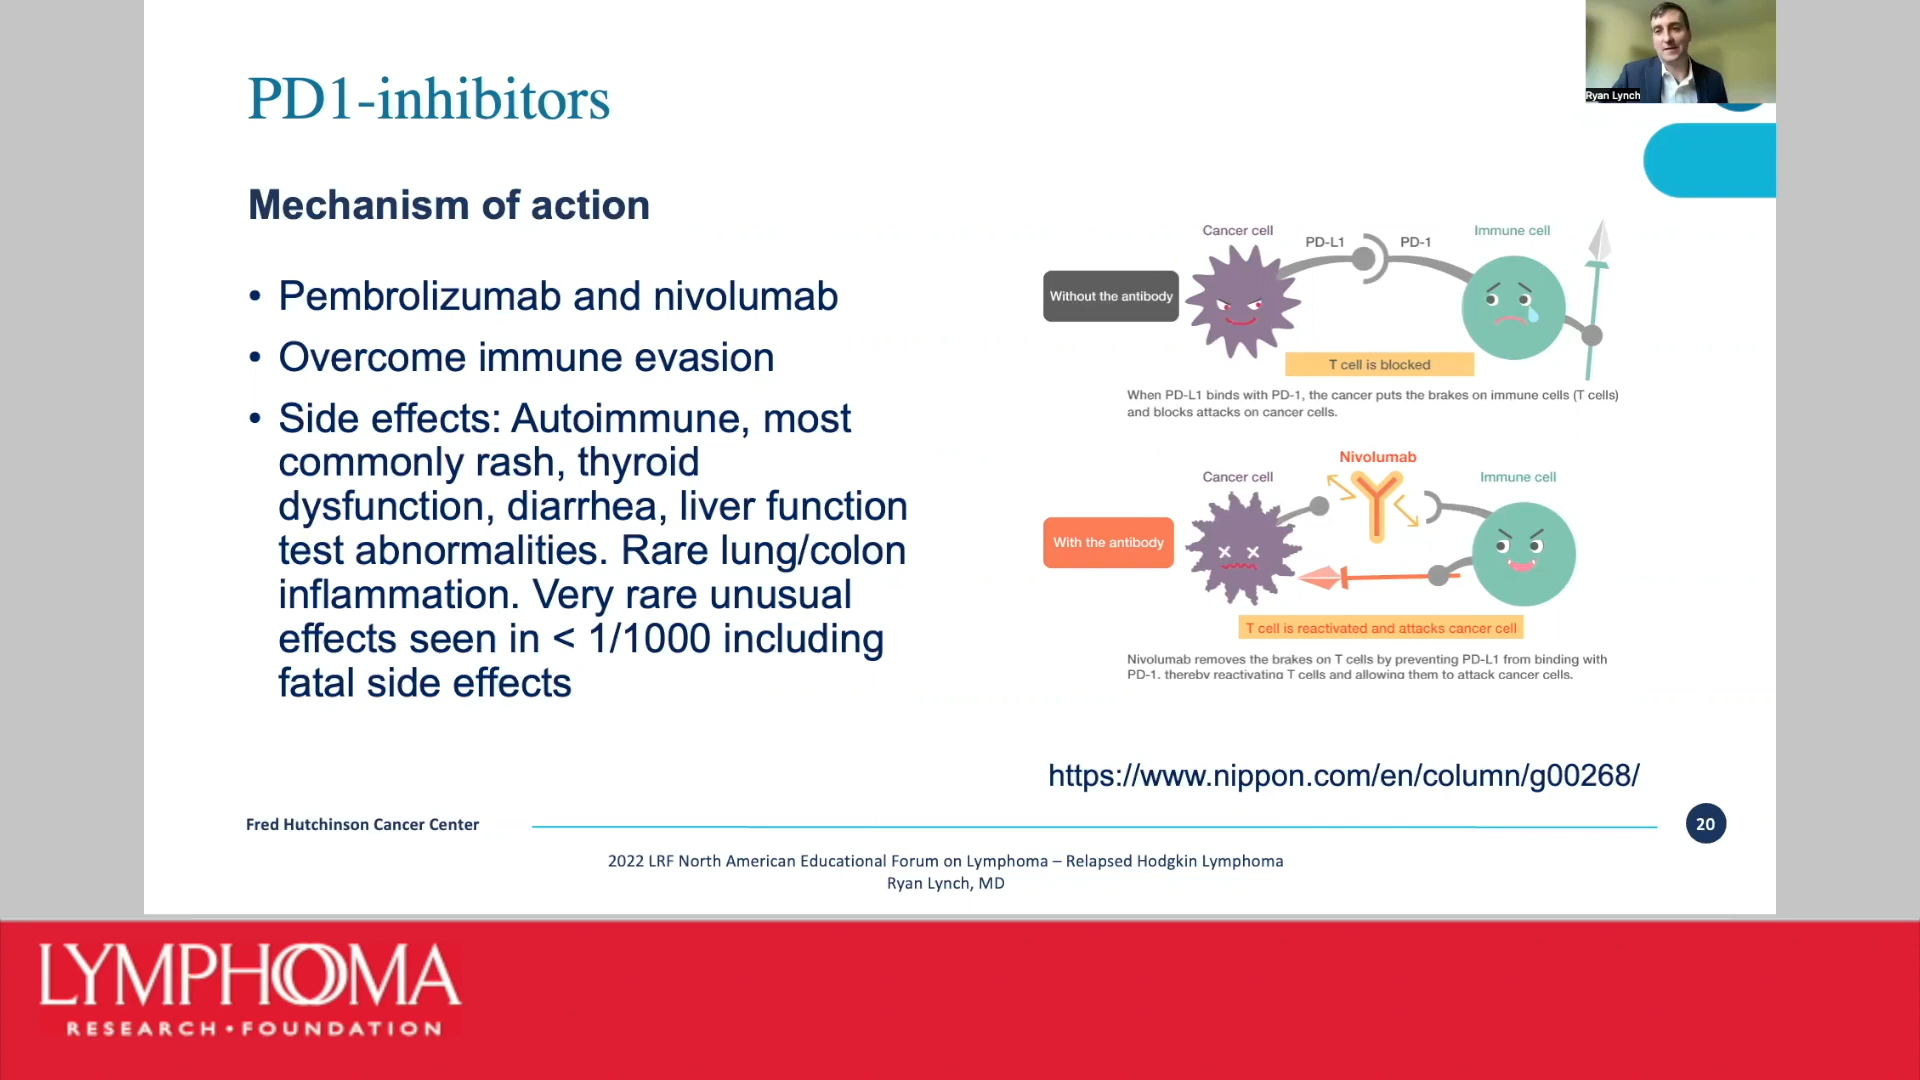 PD1-inhibitors
Ryan Lynch
Mechanism of action
• Pembrolizumab and nivolumab
• Overcome immune evasion
• Side effects: Autoimmune, most
commonly rash, thyroid
dysfunction, diarrhea, liver function
test abnormalities. Rare lung/colon
inflammation. Very rare unusual
effects seen in < 1/1000 including
fatal side effects
Cancer cell
PD-L1
PD-1
Immune cell
Without the antibody
T cell is blocked
When PD-L1 binds with PD-1, the cancer puts the brakes on immune cells (T cells)
and blocks attacks on cancer cells.
Nivolumab
Cancer cell
Immune cell
With the antibody
T cell is reactivated and attacks cancer cell
Nivolumab removes the brakes on T cells by preventing PD-L1 from binding with
PD-1, thereby reactivating T cells and allowing them to attack cancer cells.
https://www.nippon.com/en/column/g00268/
Fred Hutchinson Cancer Center
20
2022 LRF North American Educational Forum on Lymphoma – Relapsed Hodgkin Lymphoma
Ryan Lynch, MD
LYMPHOMA
RESEARCH • FOUNDATION